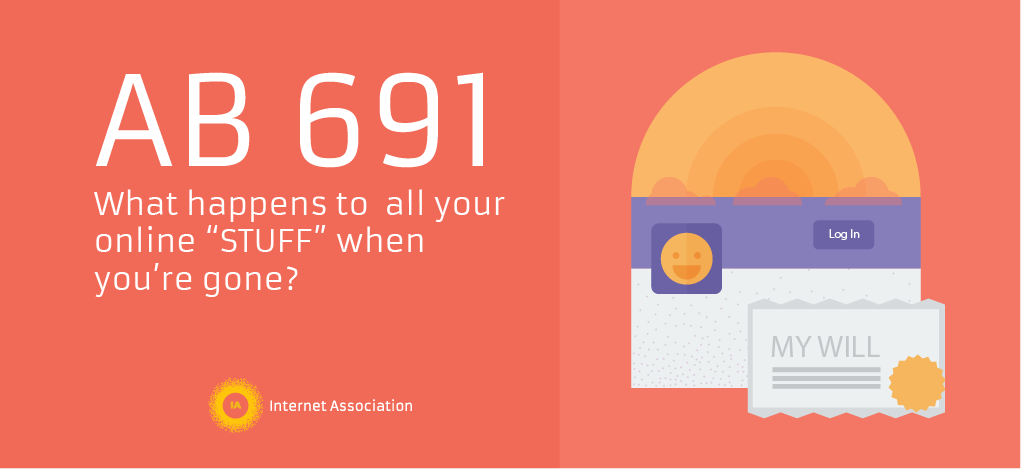 AB 691
What happens to all your
online “STUFF” when
you’re gone?
IA
Internet Association
Log In
MY WILL